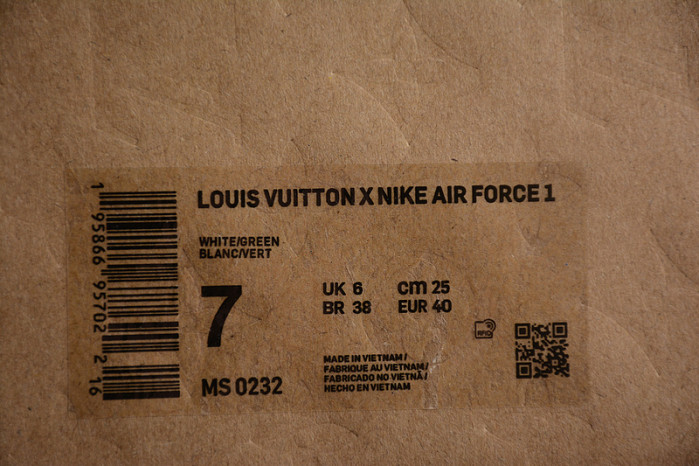 LOUIS VUITTON X NIKE AIR FORCE 1
WHITE/GREEN
BLANC/VERT
7
UK 6
cm 25
BR 38
EUR 40
MS 0232
MADE IN VIETNAM/
FABRIQUE AU VIETNAM/
FABRICADO NO VIETNÃ/
HECHO EN VIETNAM
RFID
1 95866 95702 2 16